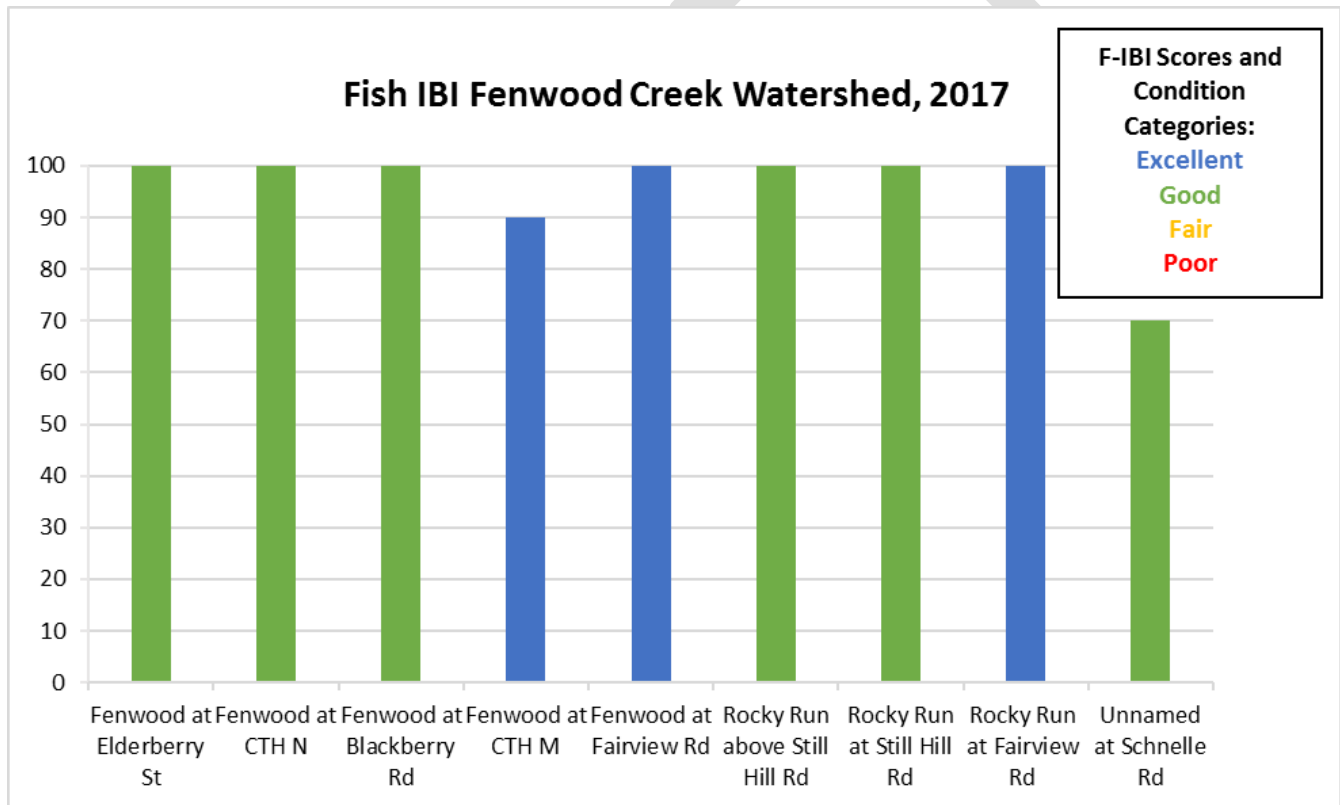 Fish IBI Fenwood Creek Watershed, 2017
F-IBI Scores and
Condition
Categories:
Excellent
Good
Fair
Poor
100
90
80
70
60
50
40
30
20
10
0
Fenwood at
Elderberry
St
Fenwood at
CTH N
Fenwood at
Blackberry
Rd
Fenwood at
CTH M
Fenwood at
Fairview Rd
Rocky Run
above Still
Hill Rd
Rocky Run
at Still Hill
Rd
Rocky Run
at Fairview
Rd
Unnamed
at Schnelle
Rd